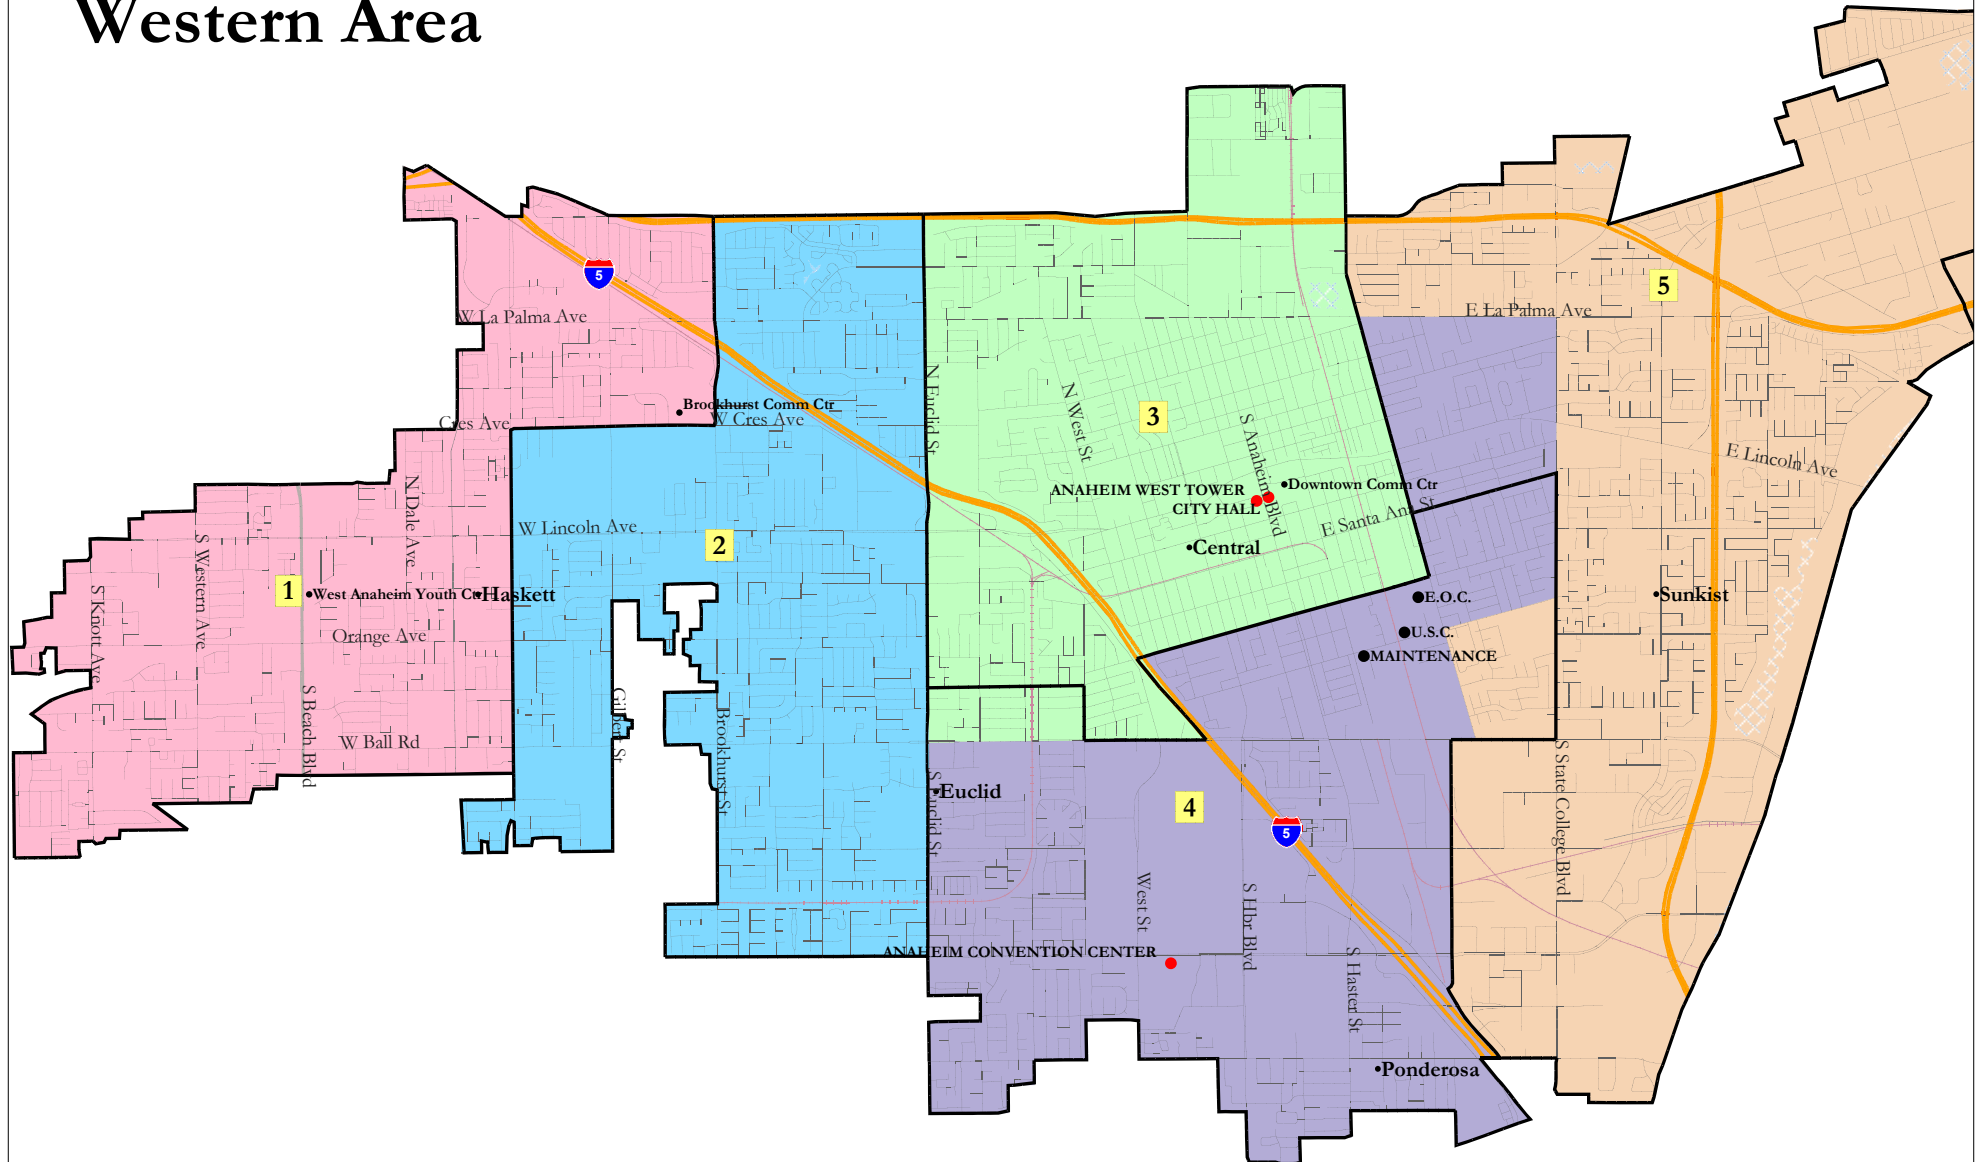 Western Area
5
5
W La Palma Ave
E La Palma Ave
Brookhurst Comm Ctr
W Cres Ave
Cres Ave
N Euclid St
N West St
3
S Anaheim Blvd
E Lincoln Ave
N Dale Ave
ANAHEIM WEST TOWER
Downtown Comm Ctr
CITY HALL
E Santa Ana St
W Lincoln Ave
2
Central
S Western Ave
S Knott Ave
1
West Anaheim Youth Ctr
Haskett
E.O.C.
Sunkist
U.S.C.
Orange Ave
MAINTENANCE
S Beach Blvd
Gilbert St
Brookhurst St
W Ball Rd
S Euclid St
Euclid
4
5
S State College Blvd
West St
S Hbr Blvd
S Haster St
ANAHEIM CONVENTION CENTER
Ponderosa